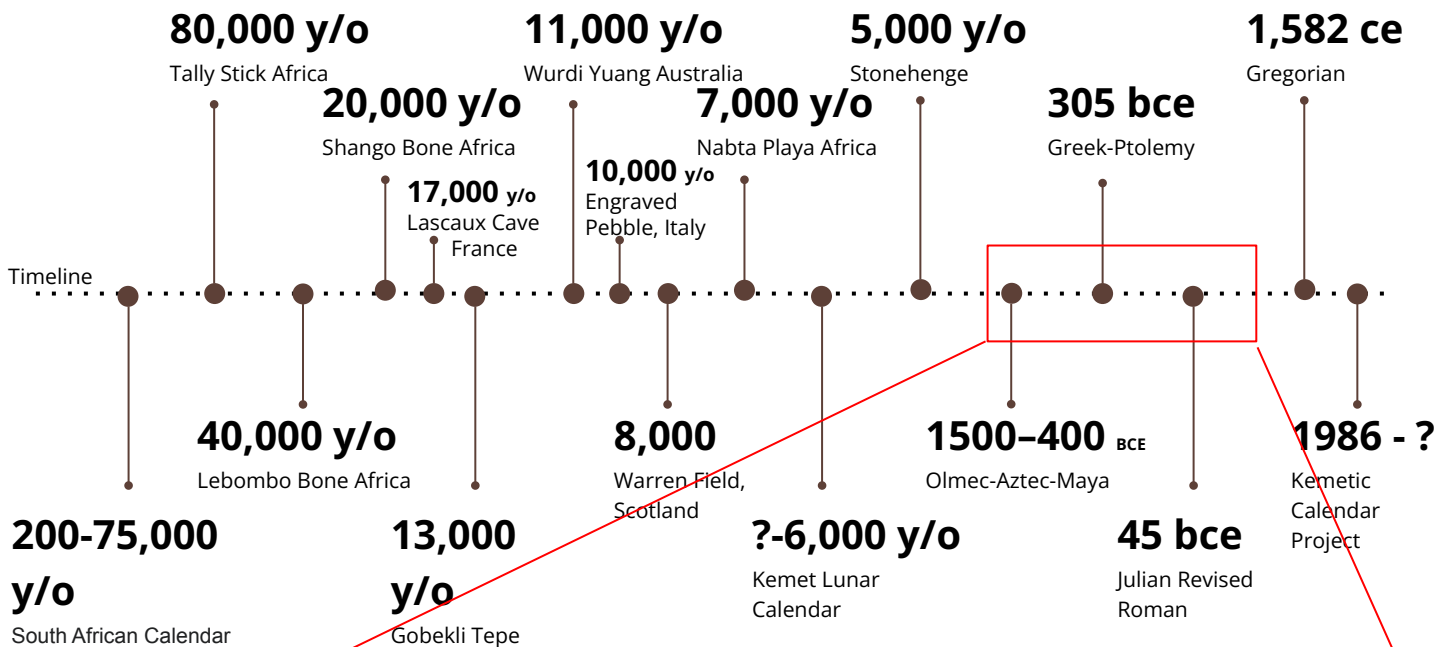 80,000 y/o
Tally Stick Africa
11,000 y/o
Wurdi Yuang Australia
5,000 y/o
Stonehenge
1,582 ce
Gregorian
20,000 y/o
Shango Bone Africa
7,000 y/o
Nabta Playa Africa
305 bce
Greek-Ptolemy
17,000 y/o
Lascaux Cave
France
10,000 y/o
Engraved
Pebble, Italy
Timeline
40,000 y/o
Lebombo Bone Africa
8,000
Warren Field,
Scotland
1500–400 BCE
Olmec-Aztec-Maya
1986 - ?
Kemetic
Calendar
Project
200-75,000
y/o
South African Calendar
13,000
y/o
Gobekli Tepe
?-6,000 y/o
Kemet Lunar
Calendar
45 bce
Julian Revised
Roman